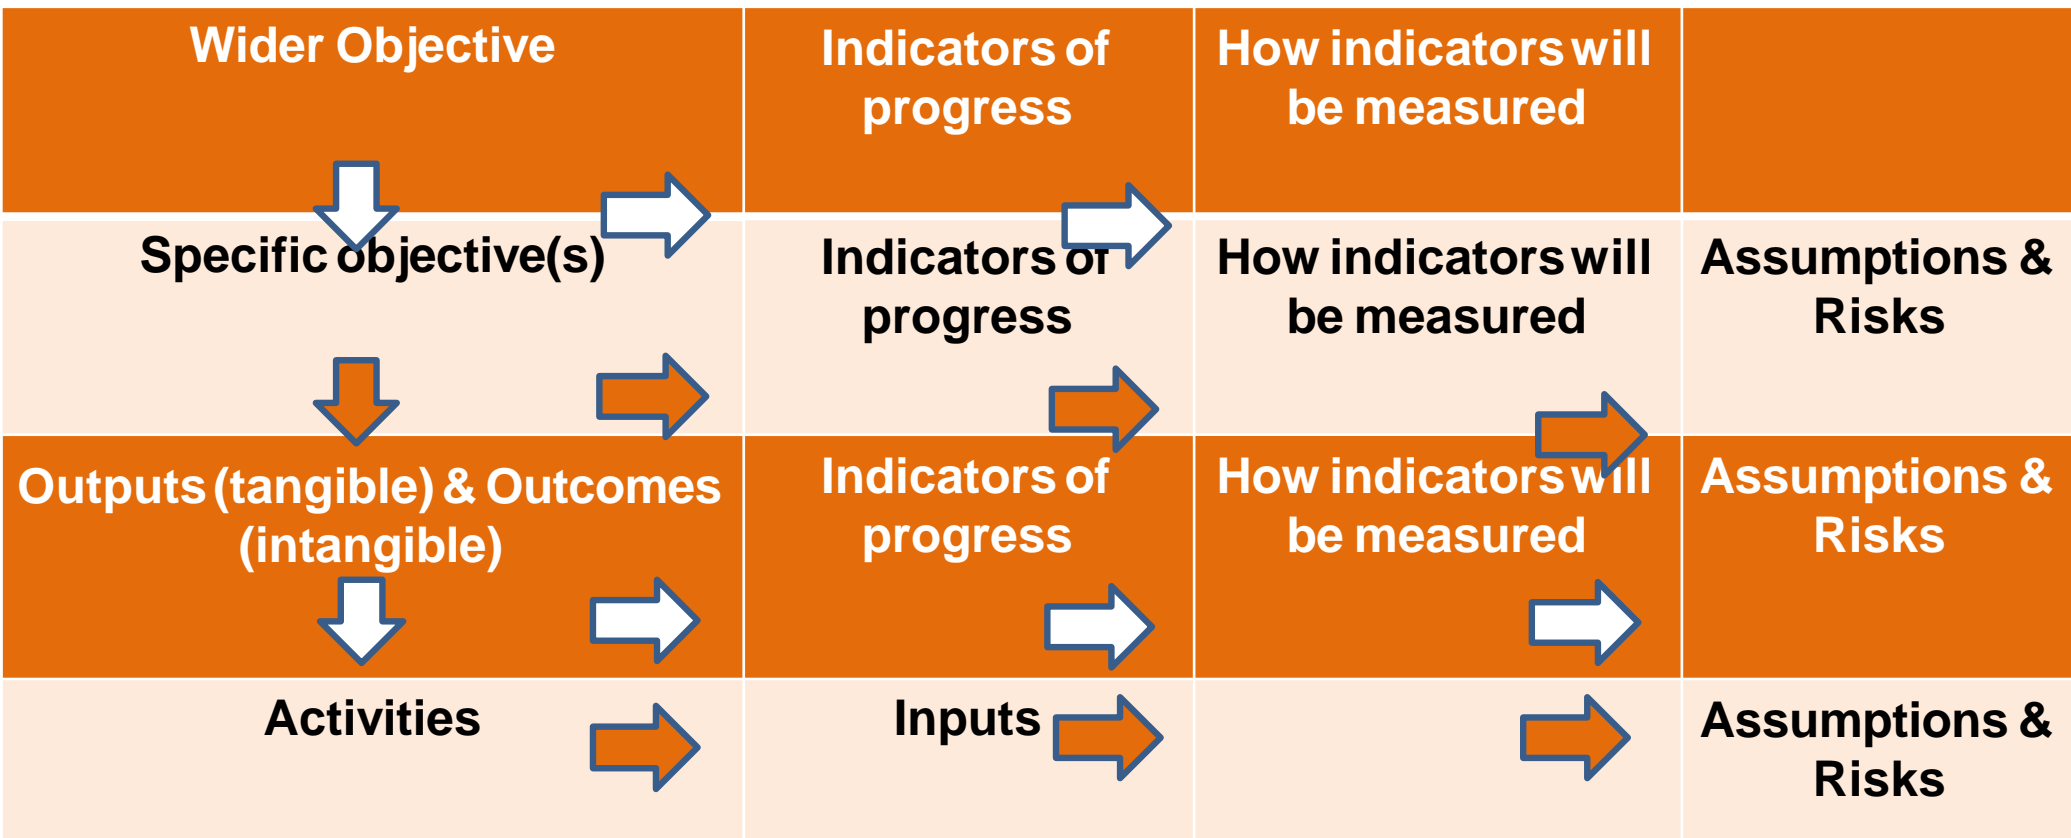 Wider Objective
Indicators of
progress
How indicators will
be measured
Specific objective(s)
Indicators of
progress
How indicators will
be measured
Assumptions &
Risks
Outputs (tangible) & Outcomes
(intangible)
Indicators of
progress
How indicators will
be measured
Assumptions &
Risks
Activities
Inputs
Assumptions &
Risks